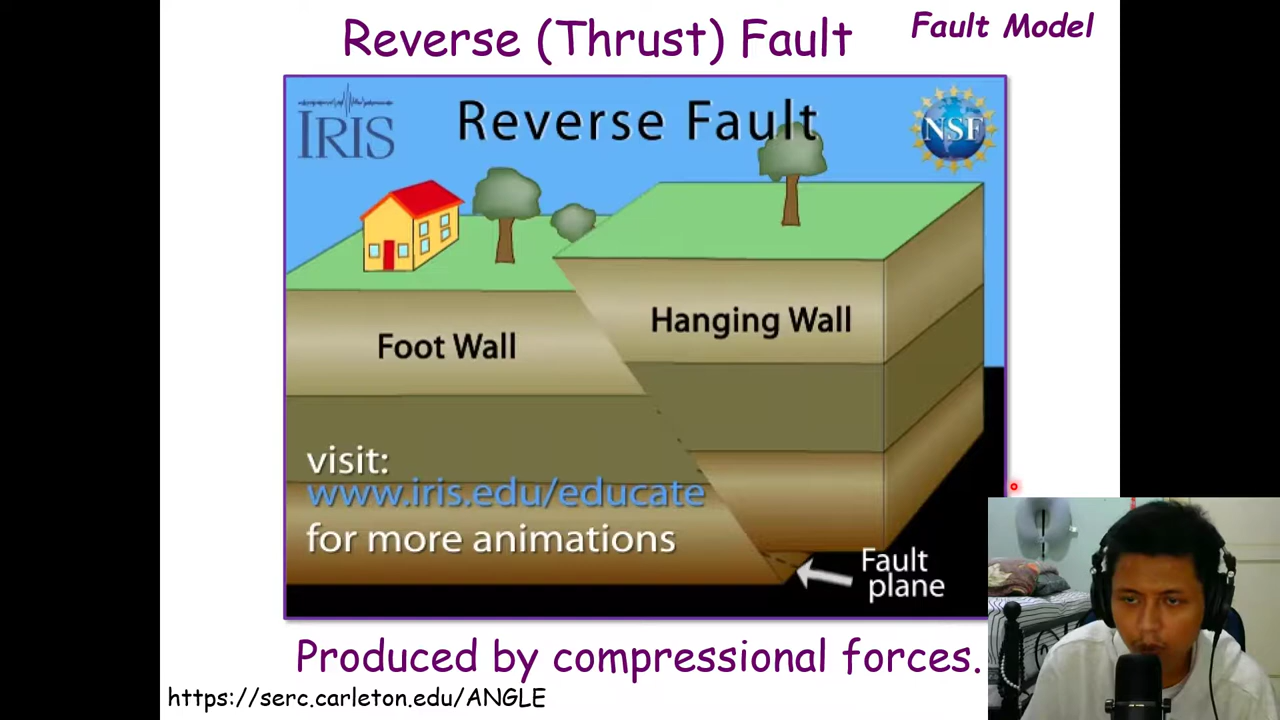 Reverse (Thrust) Fault
Fault Model
IRIS
Reverse Fault
NSF
Foot Wall
Hanging Wall
visit:
www.iris.edu/educate
for more animations
Fault
plane
Produced by compressional forces.
https://serc.carleton.edu/ANGLE